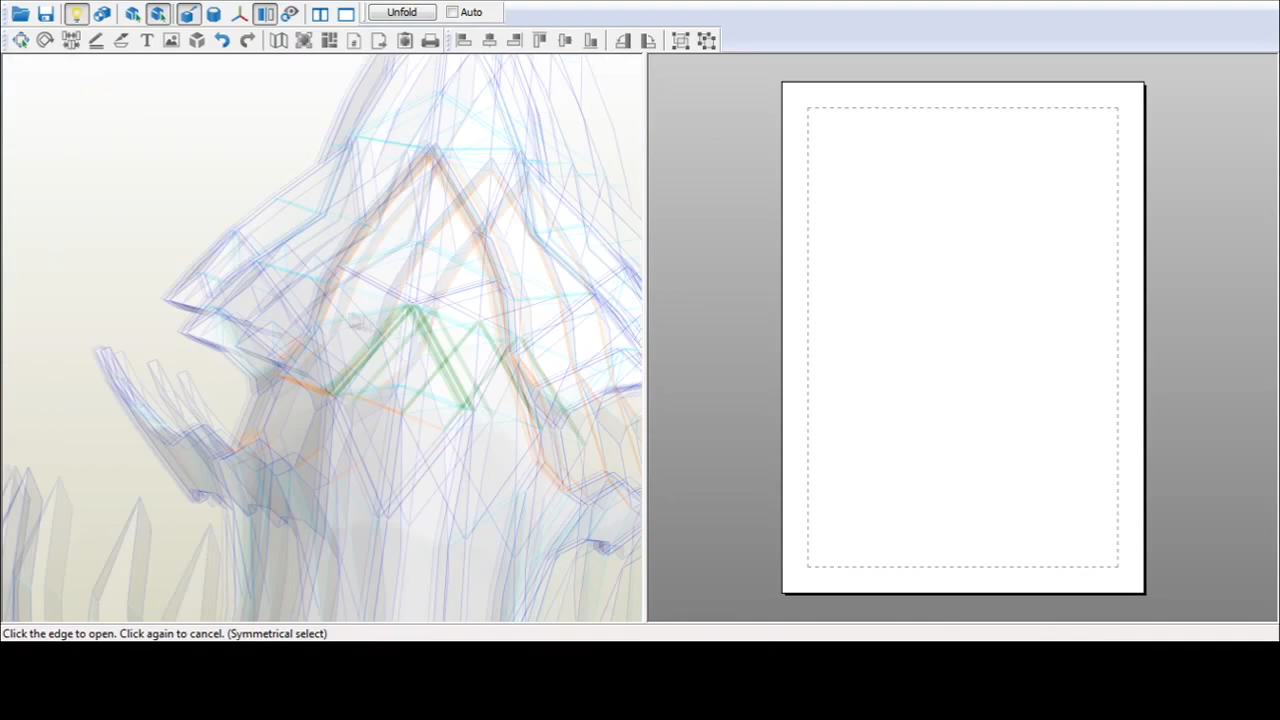 Unfold
Auto
Click the edge to open. Click again to cancel. (Symmetrical select)